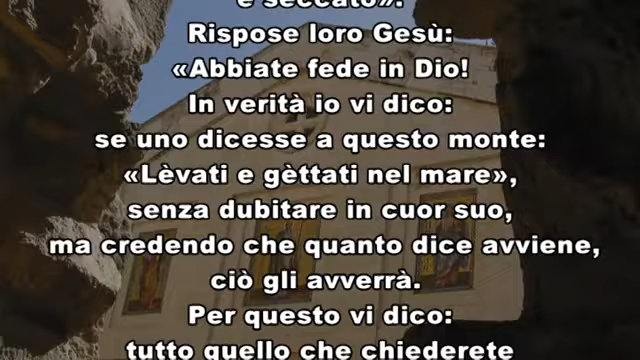 è seccato».
Rispose loro Gesù:
«Abbiate fede in Dio!
In verità io vi dico:
se uno dicesse a questo monte:
«Lèvati e gèttati nel mare»,
senza dubitare in cuor suo,
ma credendo che quanto dice avviene,
ciò gli avverrà.
Per questo vi dico:
tutto quello che chiederete